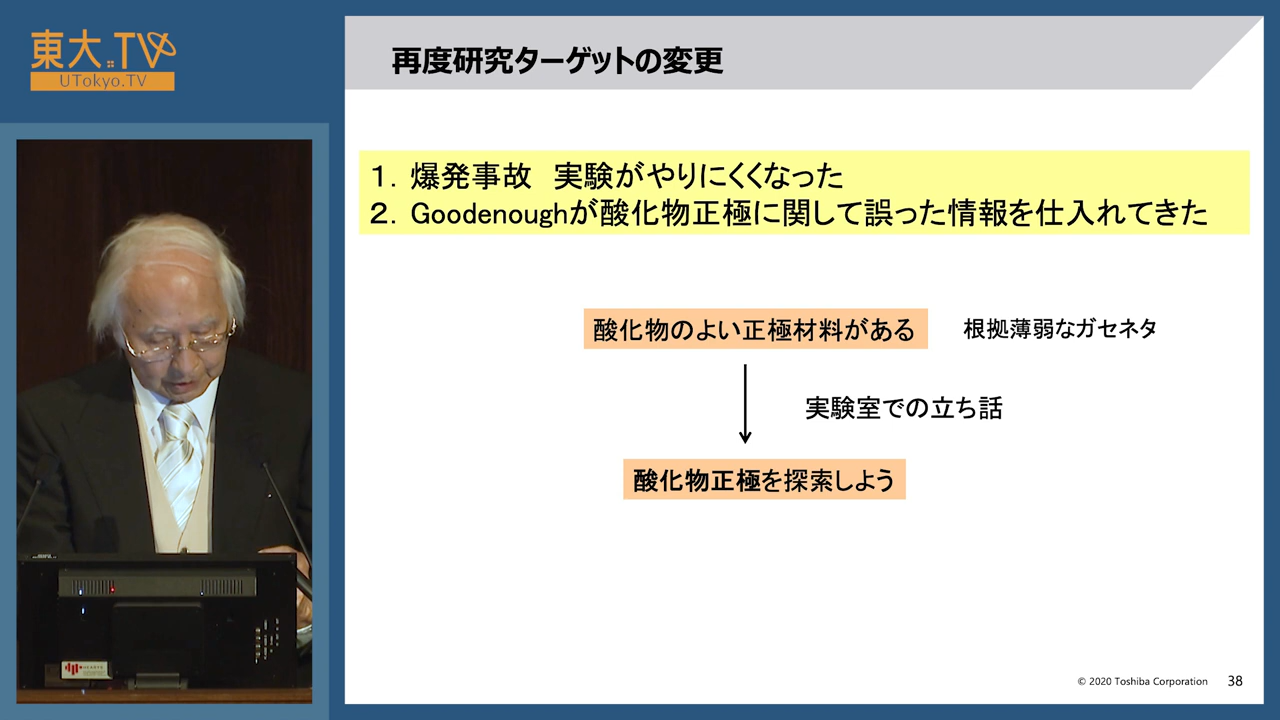 東大.TV
UTokyo.TV
再度研究ターゲットの変更
１．爆発事故　実験がやりにくくなった
２．Goodenoughが酸化物正極に関して誤った情報を仕入れてきた
酸化物のよい正極材料がある
根拠薄弱なガセネタ
実験室での立ち話
酸化物正極を探索しよう
© 2020 Toshiba Corporation 38